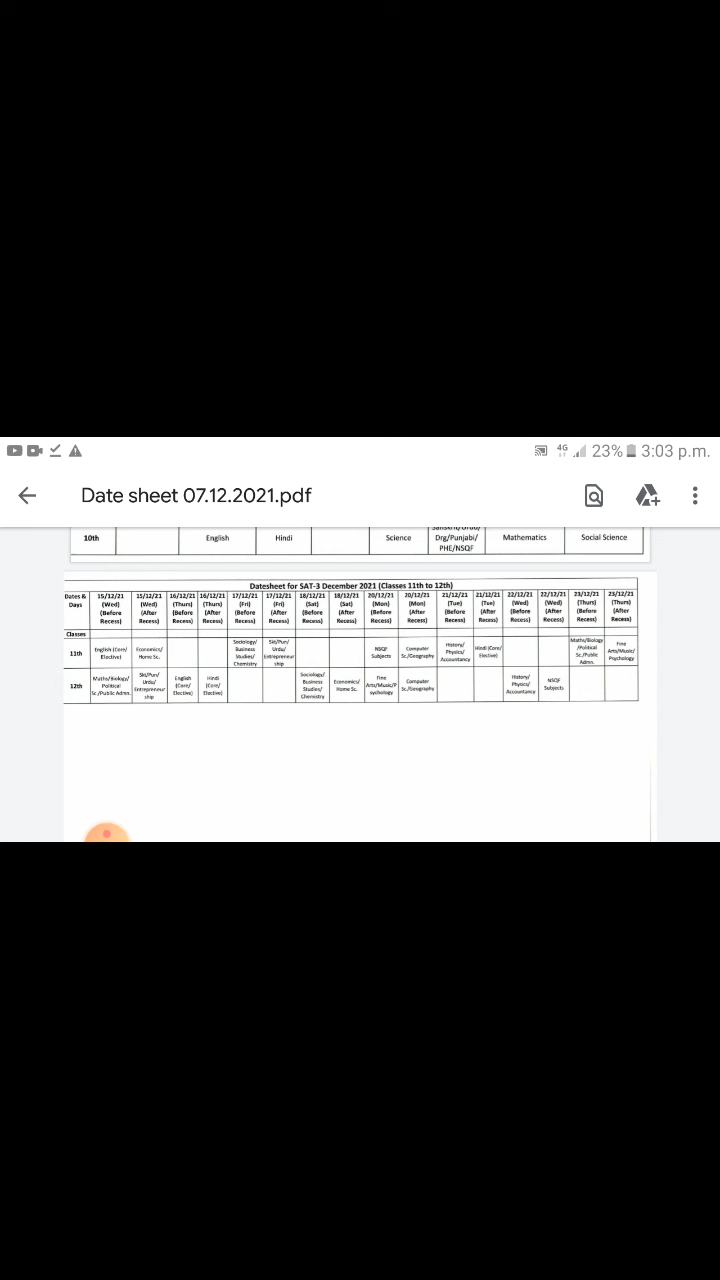 4G 23% 3:03 p.m.
Date sheet 07.12.2021.pdf
10th English Hindi Science Sanskrit/Urdu/ Drg/Punjabi/ PHE/NSQF Mathematics Social Science
Datesheet for SAT-3 December 2021 (Classes 11th to 12th)
Dates & Days 15/12/21 (Wed) (Before Recess) 15/12/21 (Wed) (After Recess) 16/12/21 (Thurs) (Before Recess) 16/12/21 (Thurs) (After Recess) 17/12/21 (Fri) (Before Recess) 17/12/21 (Fri) (After Recess) 18/12/21 (Sat) (Before Recess) 18/12/21 (Sat) (After Recess) 20/12/21 (Mon) (Before Recess) 20/12/21 (Mon) (After Recess) 21/12/21 (Tue) (Before Recess) 21/12/21 (Tue) (After Recess) 22/12/21 (Wed) (Before Recess) 22/12/21 (Wed) (After Recess) 23/12/21 (Thurs) (Before Recess) 23/12/21 (Thurs) (After Recess)
Classes
11th English (Core/ Elective) Economics/ Home Sc. Sociology/ Business Studies/ Chemistry Skt/Pun/ Urdu/ Entrepreneur ship NSQF Subjects Computer Sc./Geography History/ Physics/ Accountancy Hindi (Core/ Elective) Maths/Biology /Political Sc./Public Admn. Fine Arts/Music/ Psychology
12th Maths/Biology/ Political Sc./Public Admn. Skt/Pun/ Urdu/ Entrepreneur ship English (Core/ Elective) Hindi (Core/ Elective) Sociology/ Business Studies/ Chemistry Economics/ Home Sc. Fine Arts/Music/P sychology Computer Sc./Geography History/ Physics/ Accountancy NSQF Subjects